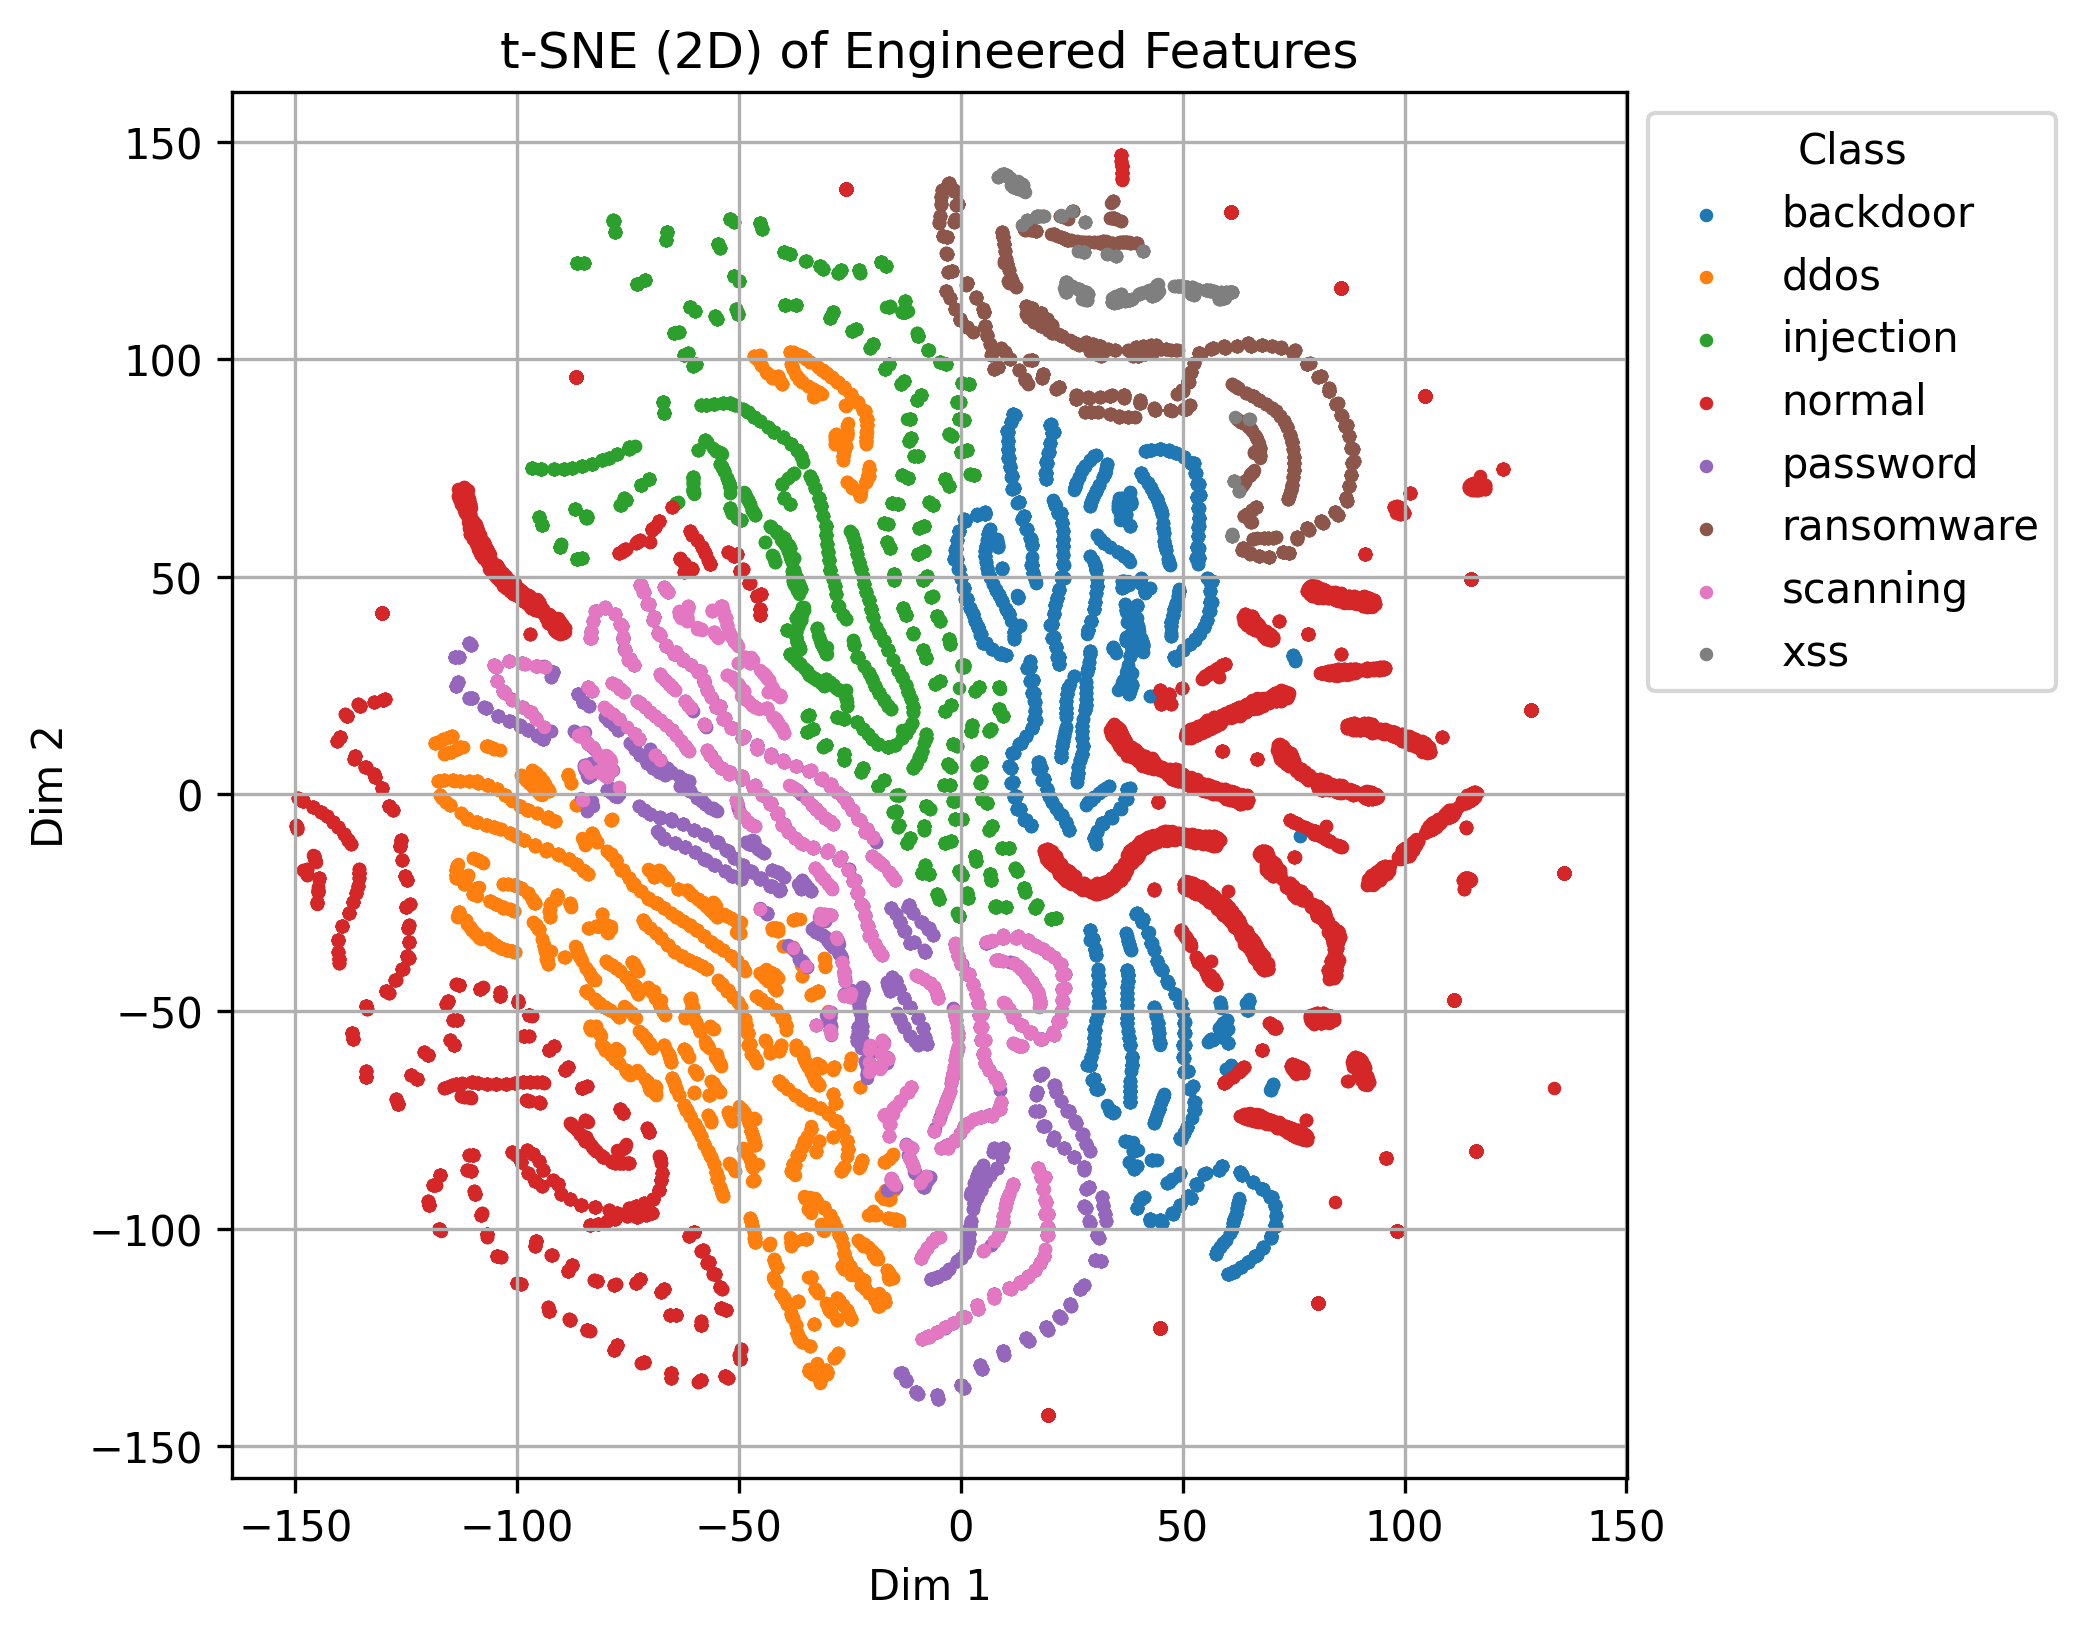 t-SNE (2D) of Engineered Features
150
100
50
0
−50
−100
−150
Dim 2
−150
−100
−50
0
50
100
150
Dim 1
Class
backdoor
ddos
injection
normal
password
ransomware
scanning
xss